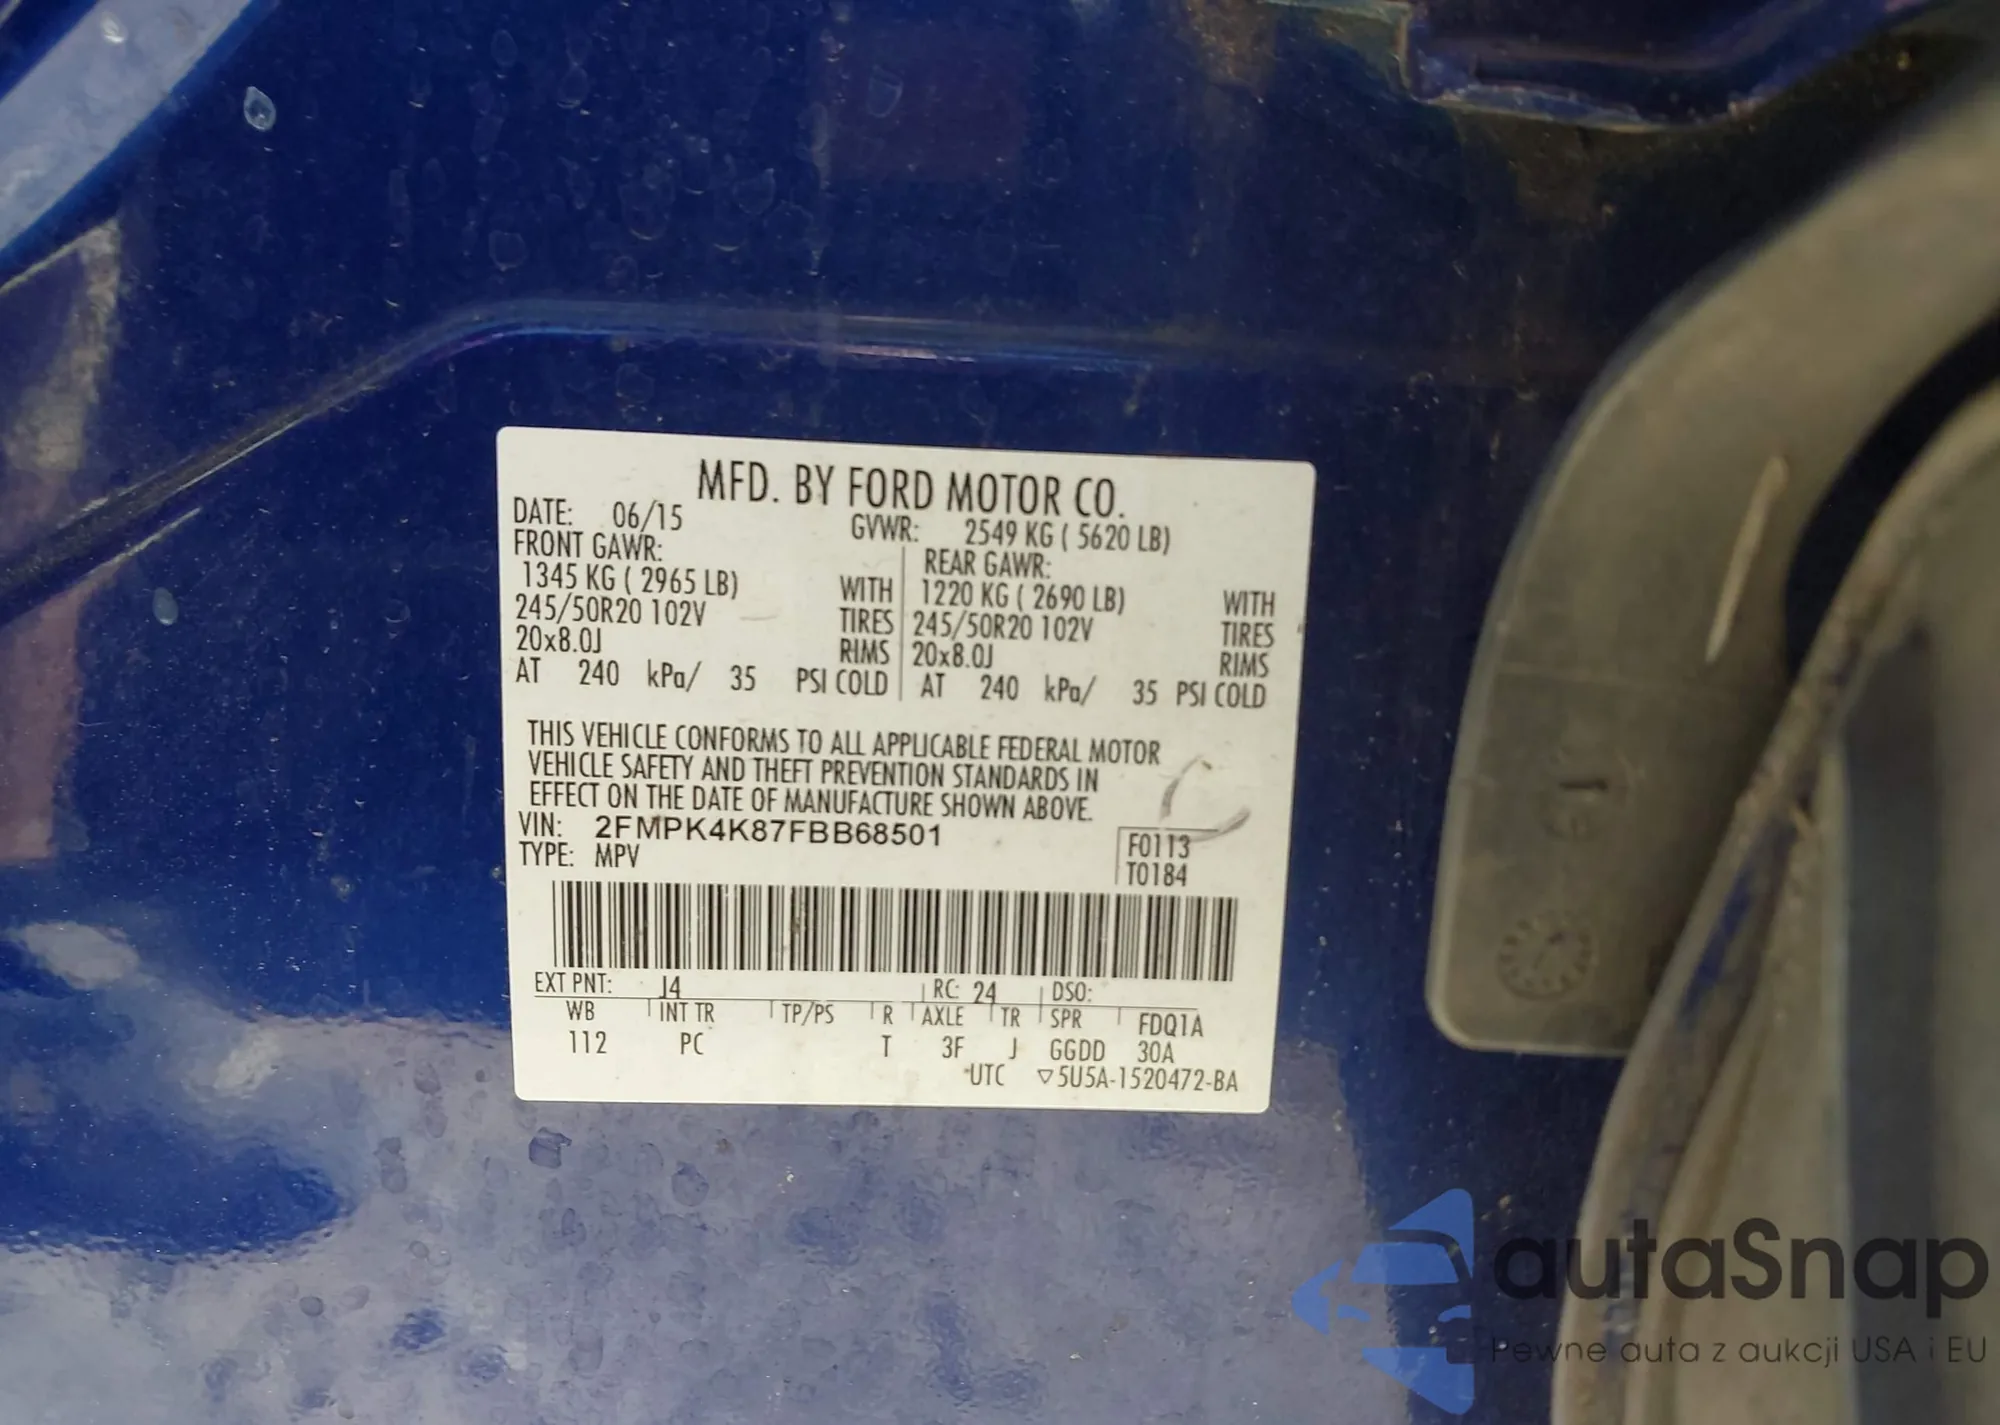 MFD. BY FORD MOTOR CO.
DATE: 06/15 GVWR: 2549 KG ( 5620 LB)
FRONT GAWR: REAR GAWR:
1345 KG ( 2965 LB) WITH 1220 KG ( 2690 LB) WITH
245/50R20 102V TIRES 245/50R20 102V TIRES
20x8.0J RIMS 20x8.0J RIMS
AT 240 kPa/ 35 PSI COLD AT 240 kPa/ 35 PSI COLD
THIS VEHICLE CONFORMS TO ALL APPLICABLE FEDERAL MOTOR
VEHICLE SAFETY AND THEFT PREVENTION STANDARDS IN
EFFECT ON THE DATE OF MANUFACTURE SHOWN ABOVE.
VIN: 2FMPK4K87FBB68501 F0113
TYPE: MPV T0184
EXT PNT: J4 RC: 24 DSO:
WB INT TR TP/PS R AXLE TR SPR FDQ1A
112 PC T 3F J GGDD 30A
UTC ▽5U5A-1520472-BA
autaSnap
Pewne auta z aukcji USA i EU